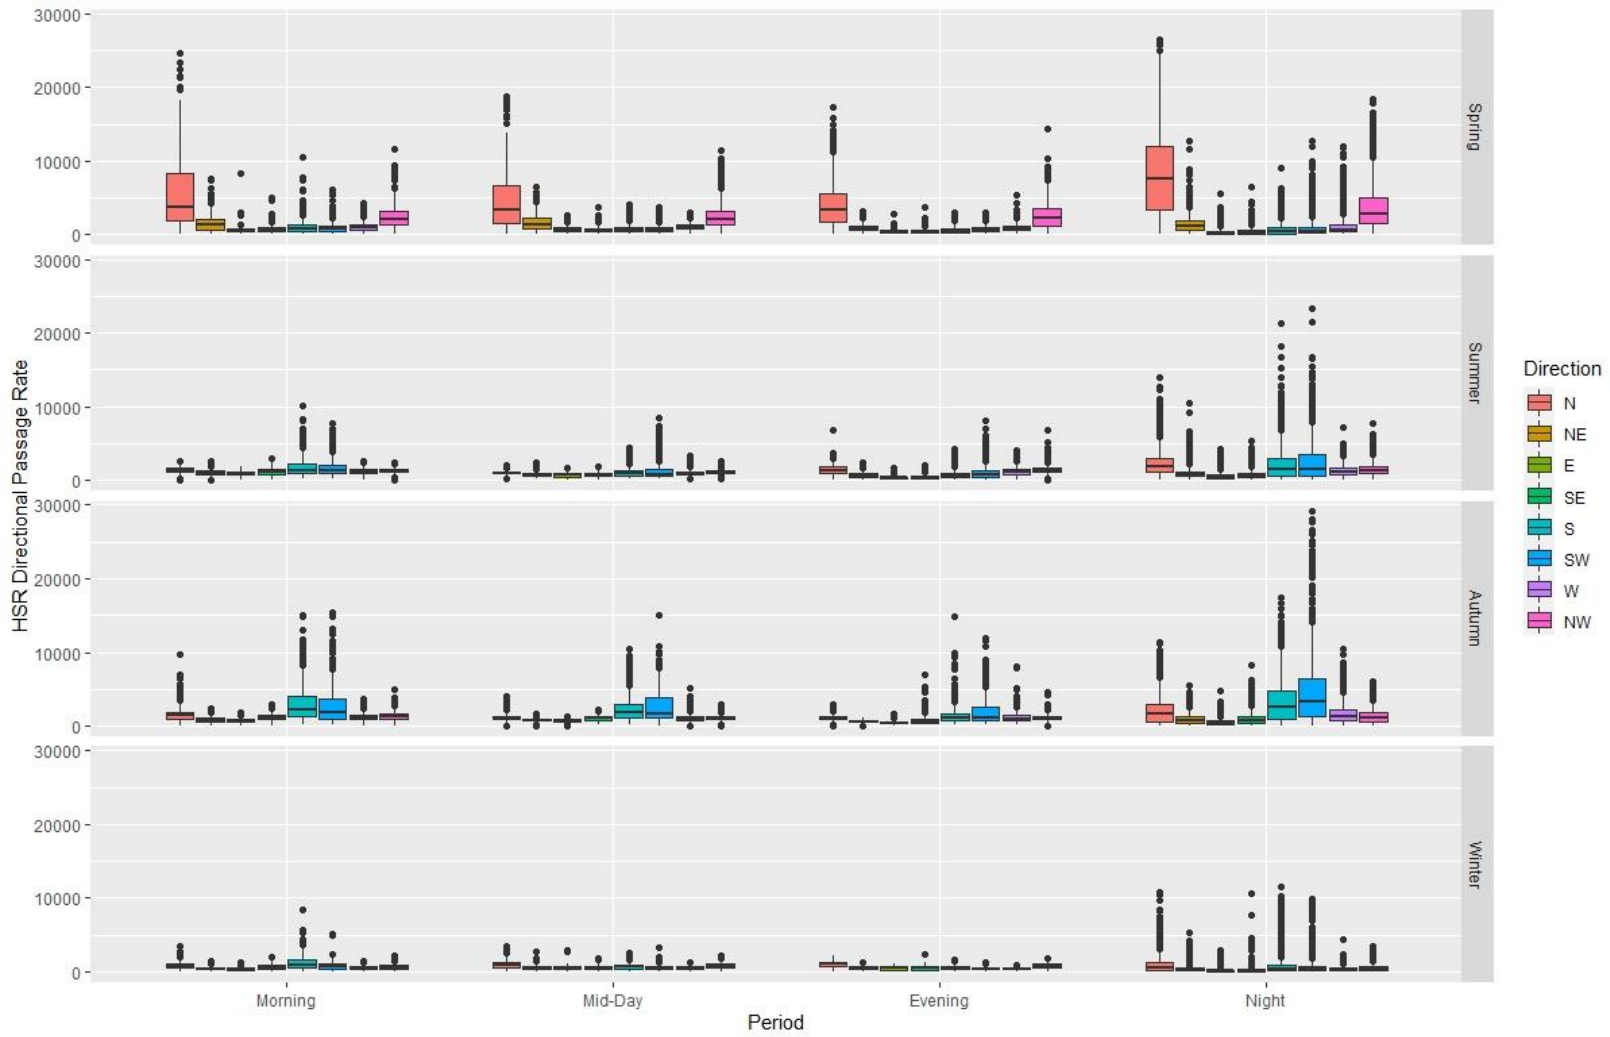 HSR Directional Passage Rate
30000
20000
10000
0
Spring
30000
20000
10000
0
Summer
30000
20000
10000
0
Autumn
30000
20000
10000
0
Winter
Morning Mid-Day Evening Night
Period
Direction
N
NE
E
SE
S
SW
W
NW